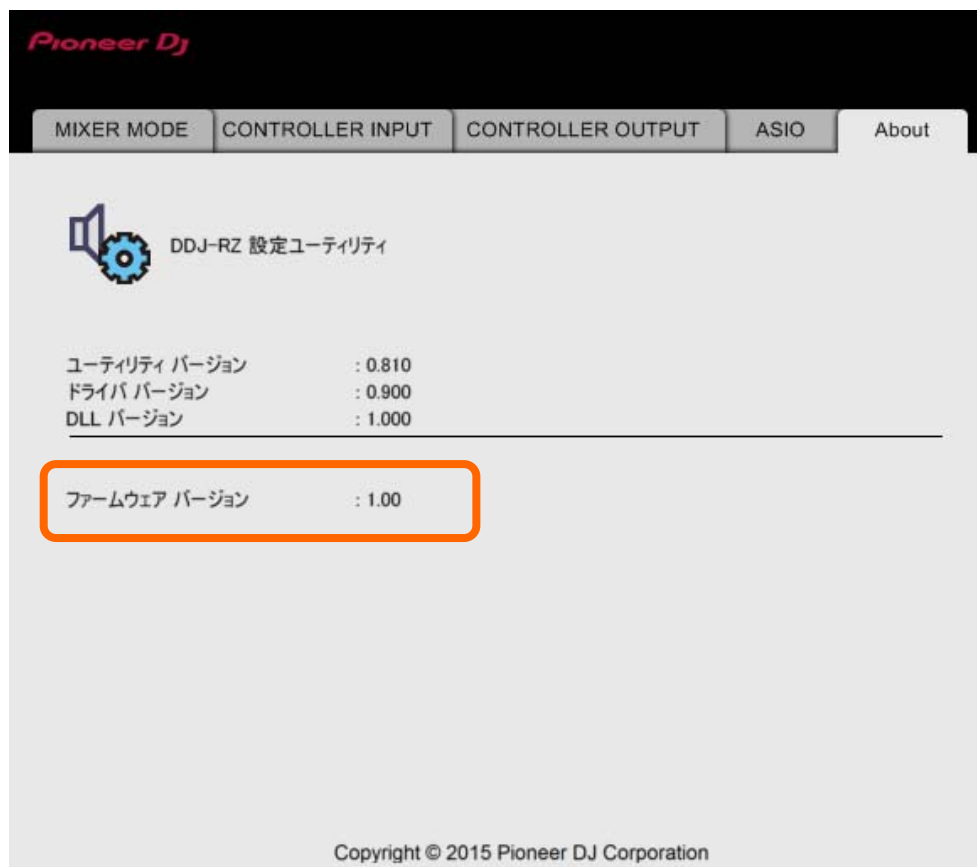 Pioneer Dj
MIXER MODE CONTROLLER INPUT CONTROLLER OUTPUT ASIO About
DDJ-RZ 設定ユーティリティ
ユーティリティ バージョン : 0.810
ドライバ バージョン : 0.900
DLL バージョン : 1.000
ファームウェア バージョン : 1.00
Copyright © 2015 Pioneer DJ Corporation